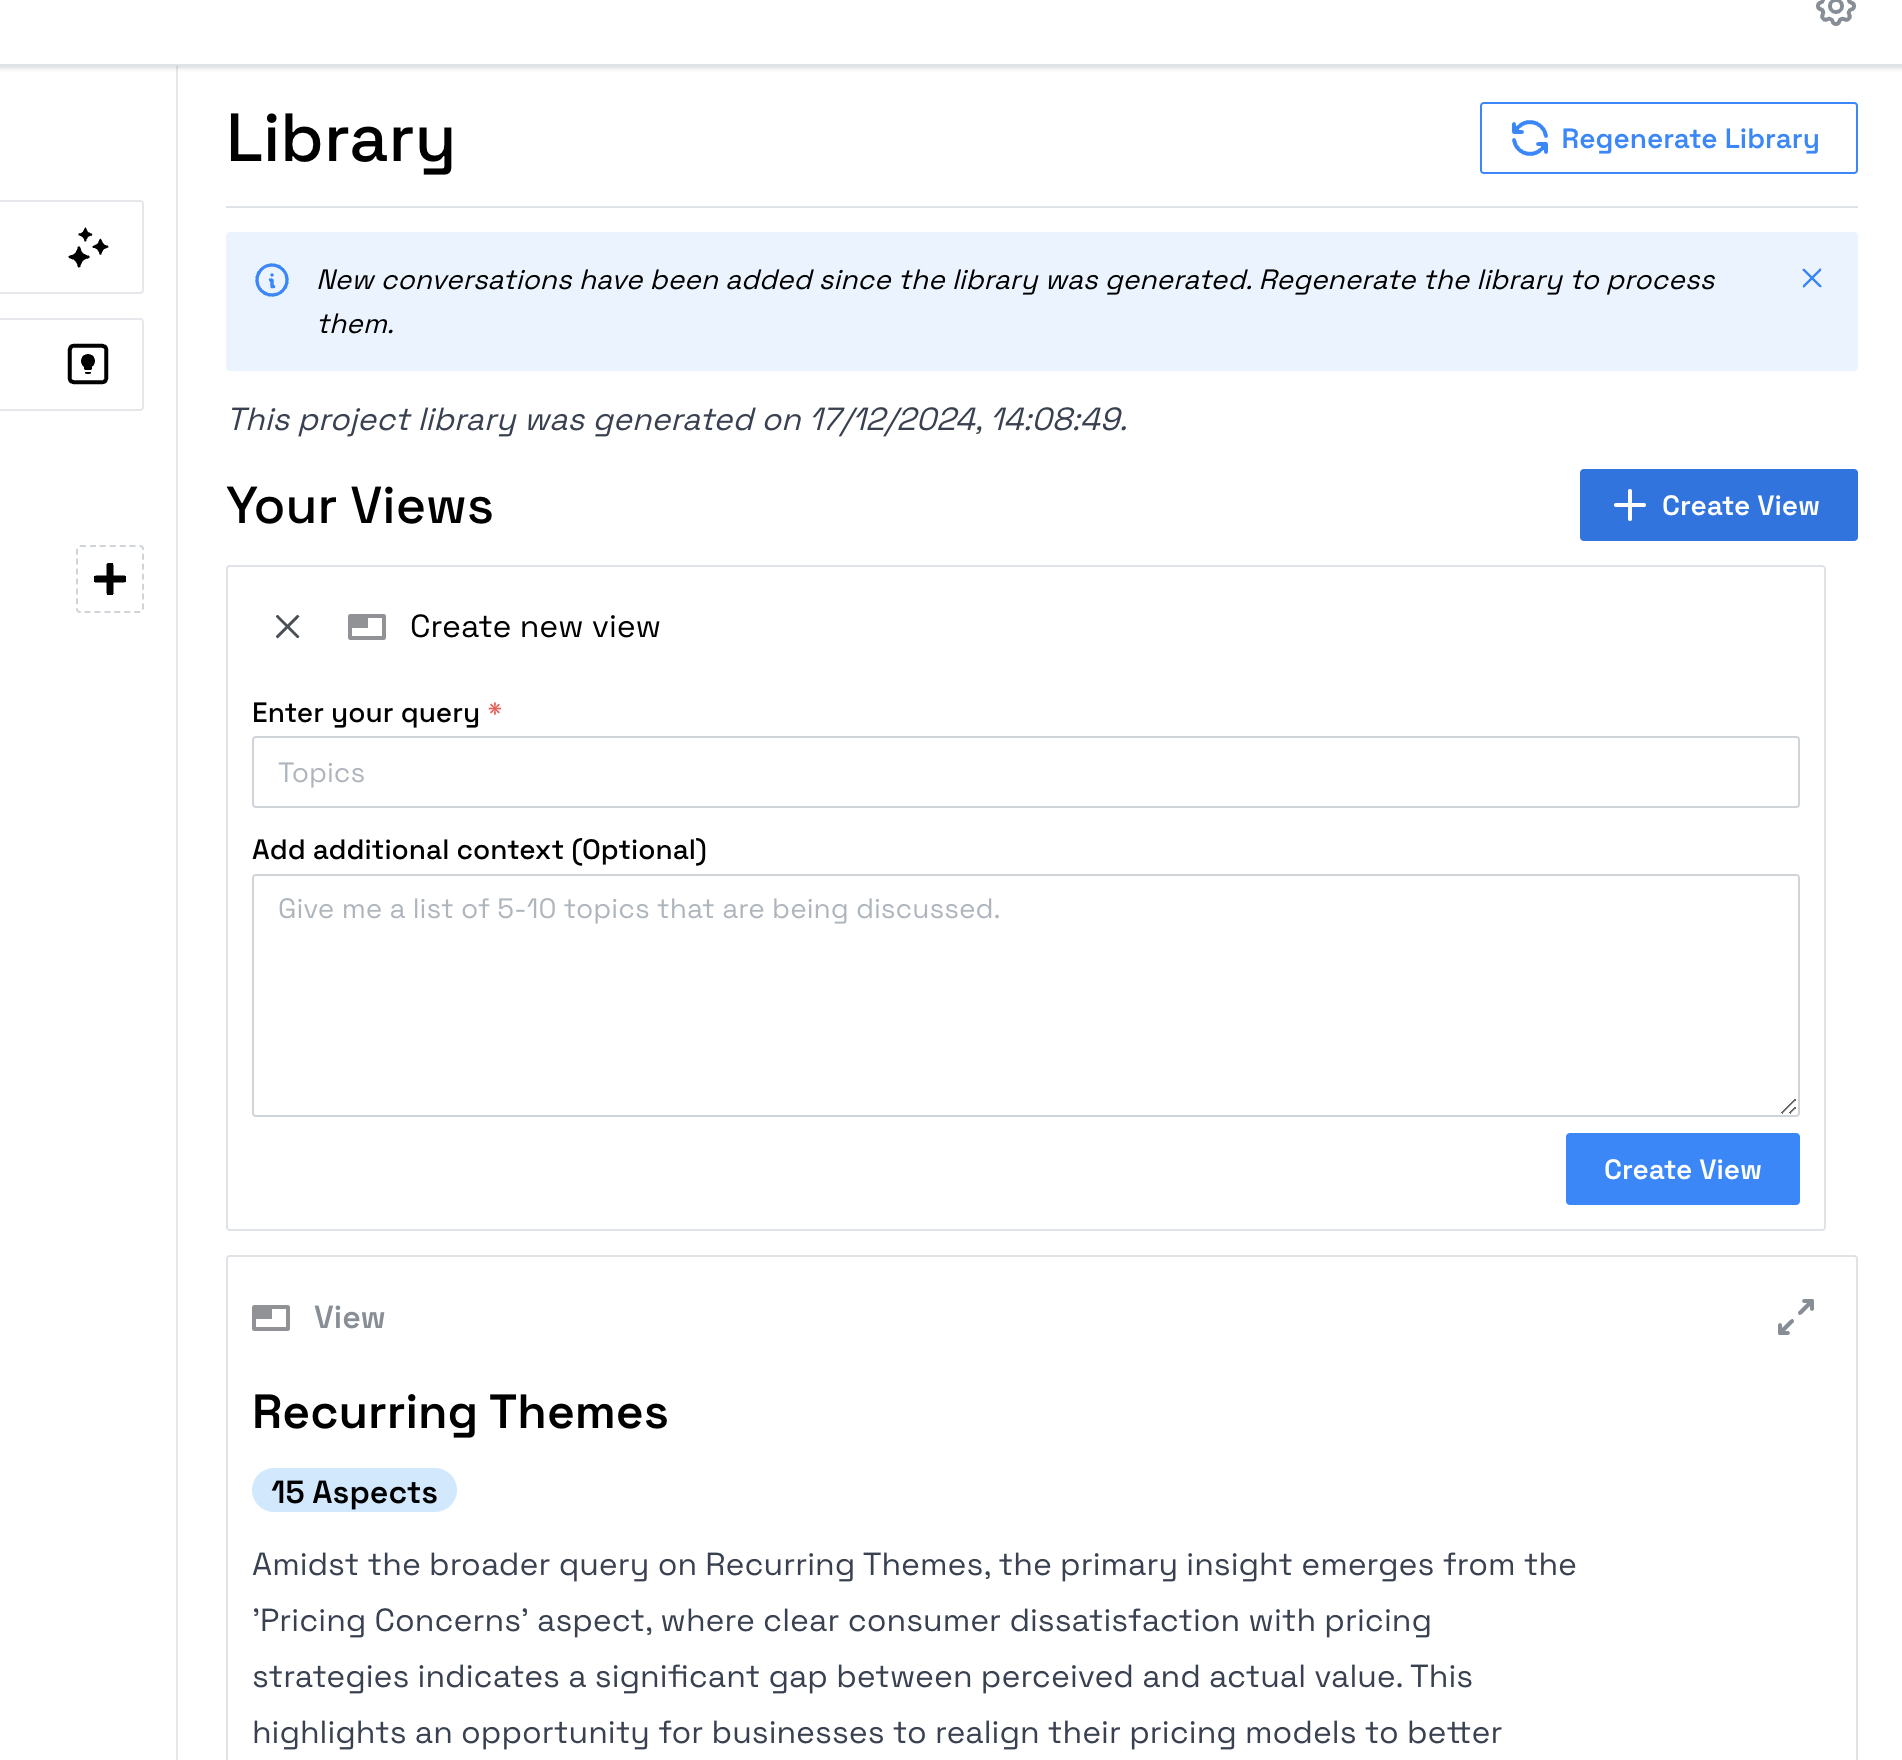 Library
Regenerate Library
New conversations have been added since the library was generated. Regenerate the library to process
them.
This project library was generated on 17/12/2024, 14:08:49.
Your Views
Create View
Create new view
Enter your query *
Topics
Add additional context (Optional)
Give me a list of 5-10 topics that are being discussed.
Create View
View
Recurring Themes
15 Aspects
Amidst the broader query on Recurring Themes, the primary insight emerges from the
'Pricing Concerns' aspect, where clear consumer dissatisfaction with pricing
strategies indicates a significant gap between perceived and actual value. This
highlights an opportunity for businesses to realign their pricing models to better